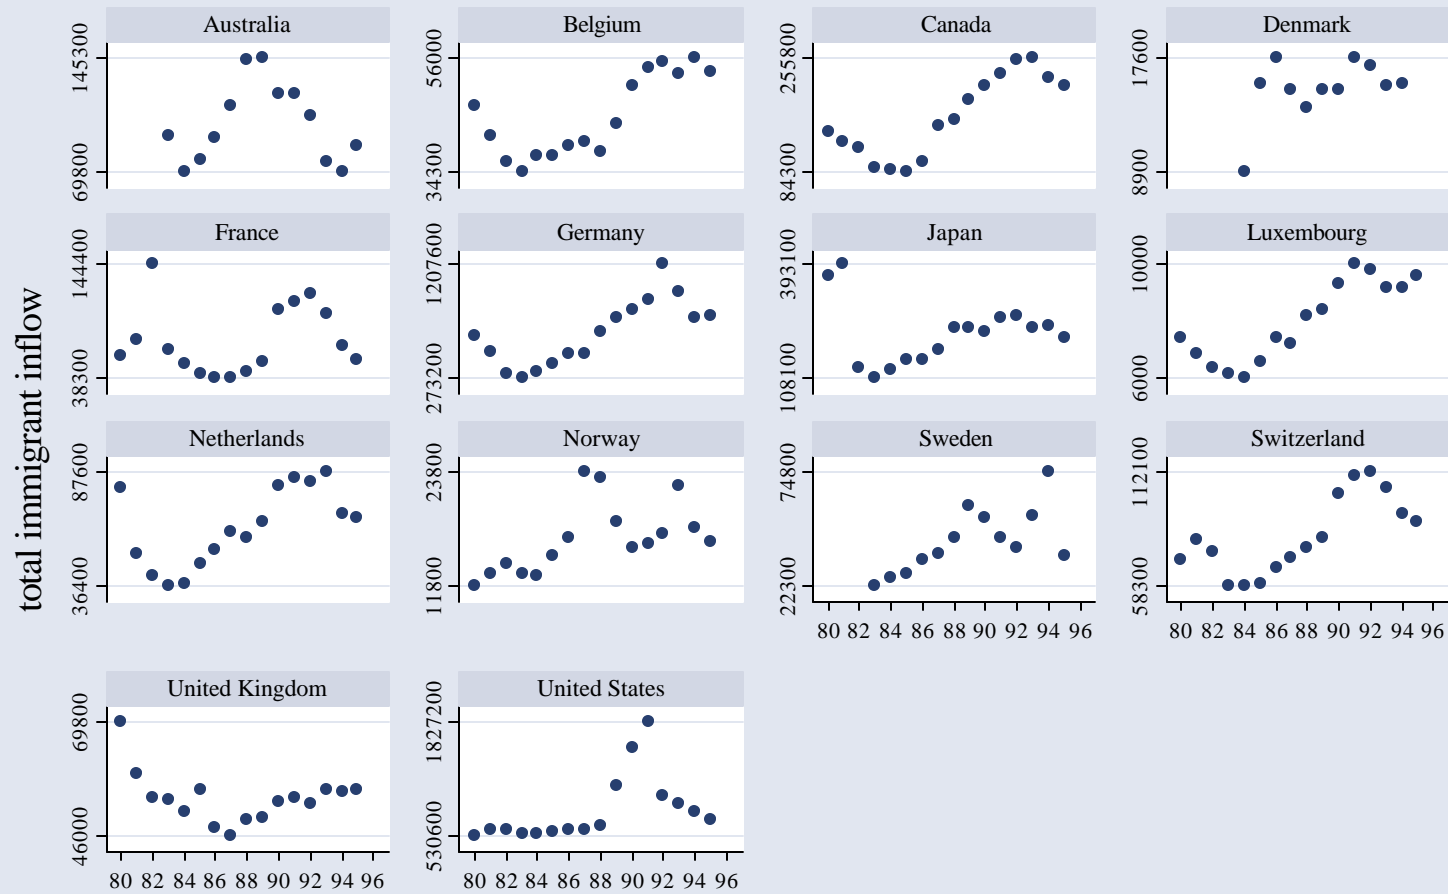 total immigrant inflow
Australia
145300
69800
Belgium
56000
34300
Canada
255800
84300
Denmark
17600
8900
France
144400
38300
Germany
1207600
273200
Japan
393100
108100
Luxembourg
10000
6000
Netherlands
87600
36400
Norway
23800
11800
Sweden
74800
22300
80 82 84 86 88 90 92 94 96
Switzerland
112100
58300
80 82 84 86 88 90 92 94 96
United Kingdom
69800
46000
80 82 84 86 88 90 92 94 96
United States
1827200
530600
80 82 84 86 88 90 92 94 96